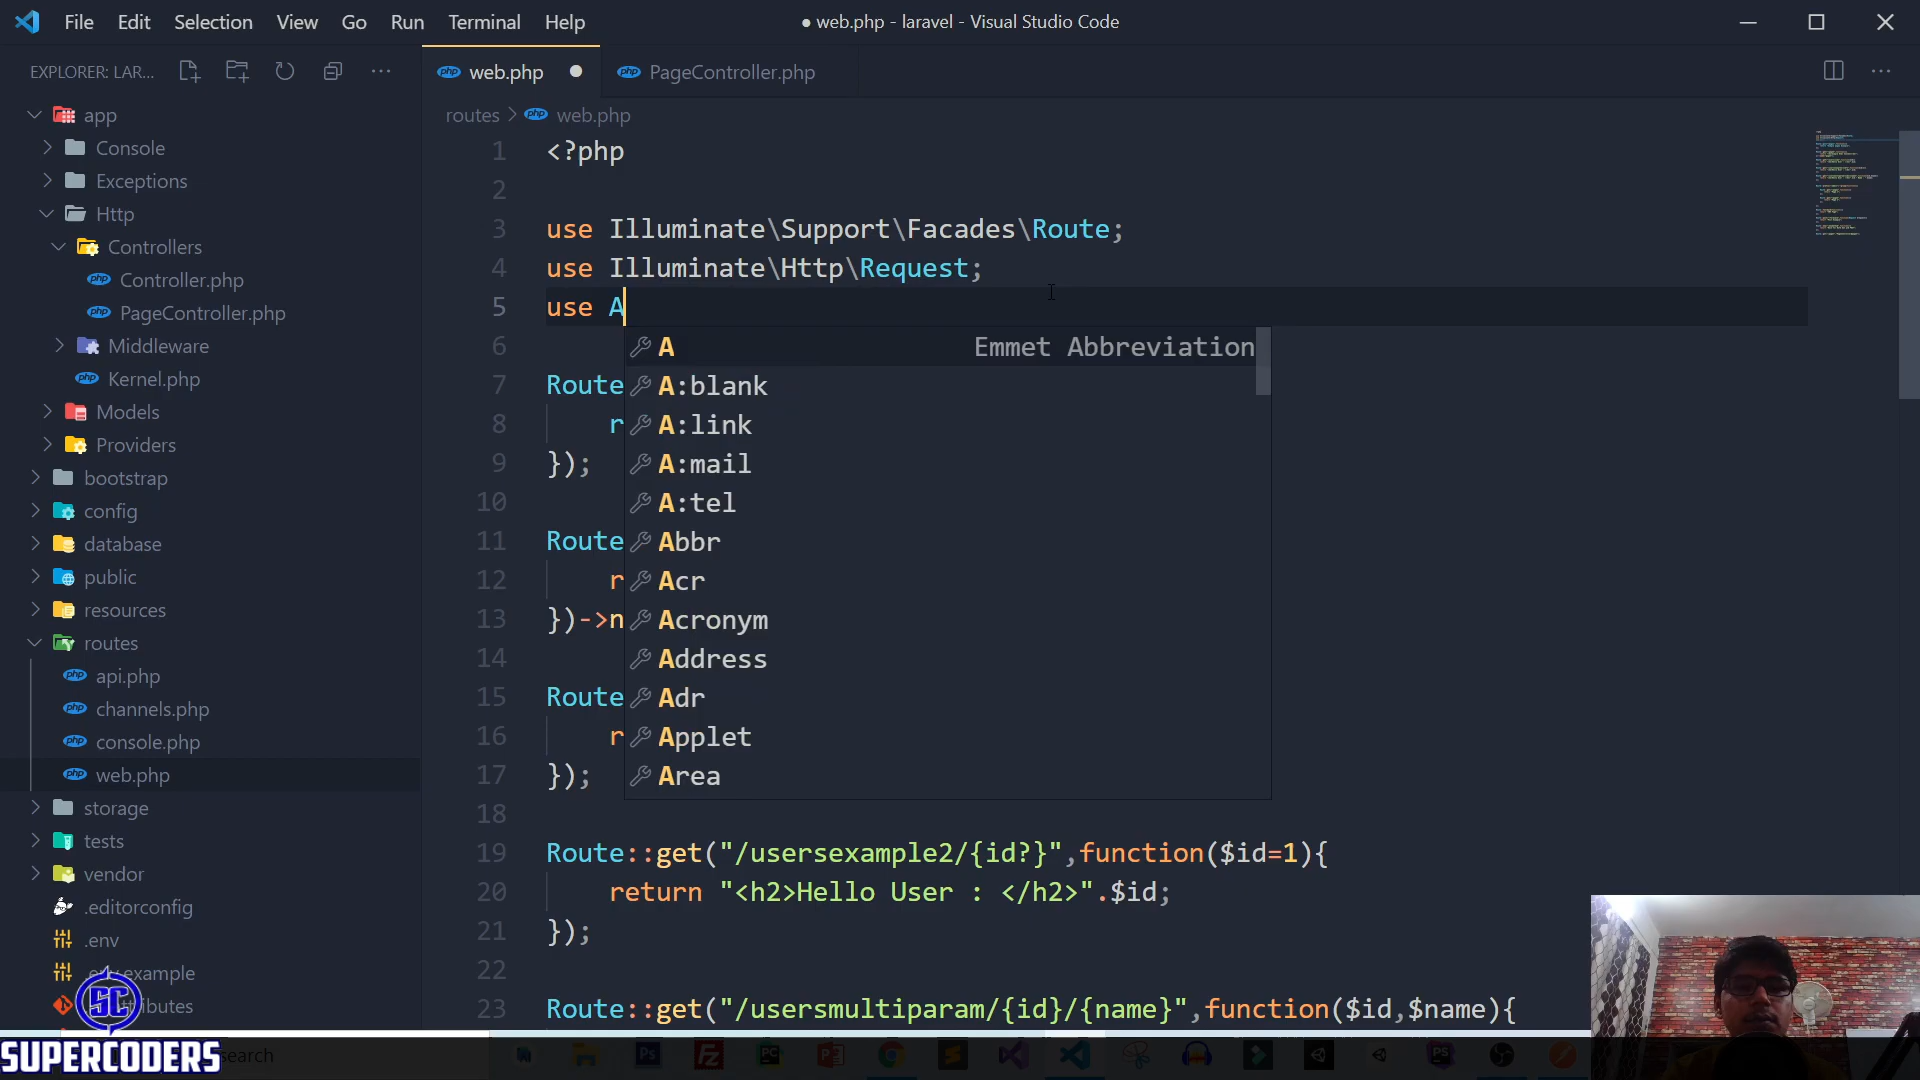 File Edit Selection View Go Run Terminal Help
● web.php - laravel - Visual Studio Code
EXPLORER: LAR...
web.php
PageController.php
routes > web.php
app
Console
Exceptions
Http
Controllers
Controller.php
PageController.php
Middleware
Kernel.php
Models
Providers
bootstrap
config
database
public
resources
routes
api.php
channels.php
console.php
web.php
storage
tests
vendor
.editorconfig
.env
.env.example
1 <?php
2
3 use Illuminate\Support\Facades\Route;
4 use Illuminate\Http\Request;
5 use A
6
7 Route
8 r
9 });
10
11 Route
12 r
13 })->n
14
15 Route
16 r
17 });
18
19 Route::get("/usersexample2/{id?}",function($id=1){
20 return "<h2>Hello User : </h2>".$id;
21 });
22
23 Route::get("/usersmultiparam/{id}/{name}",function($id,$name){
A Emmet Abbreviation
A:blank
A:link
A:mail
A:tel
Abbr
Acr
Acronym
Address
Adr
Applet
Area
SC
SUPERCODERS
search